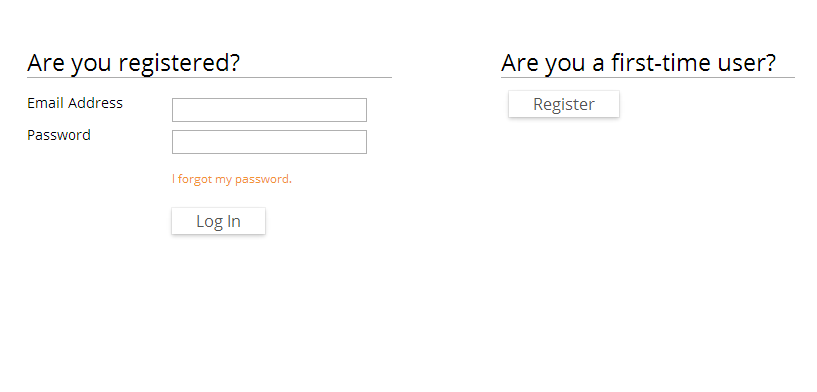 Are you registered?
Email Address
Password
I forgot my password.
Log In
Are you a first-time user?
Register